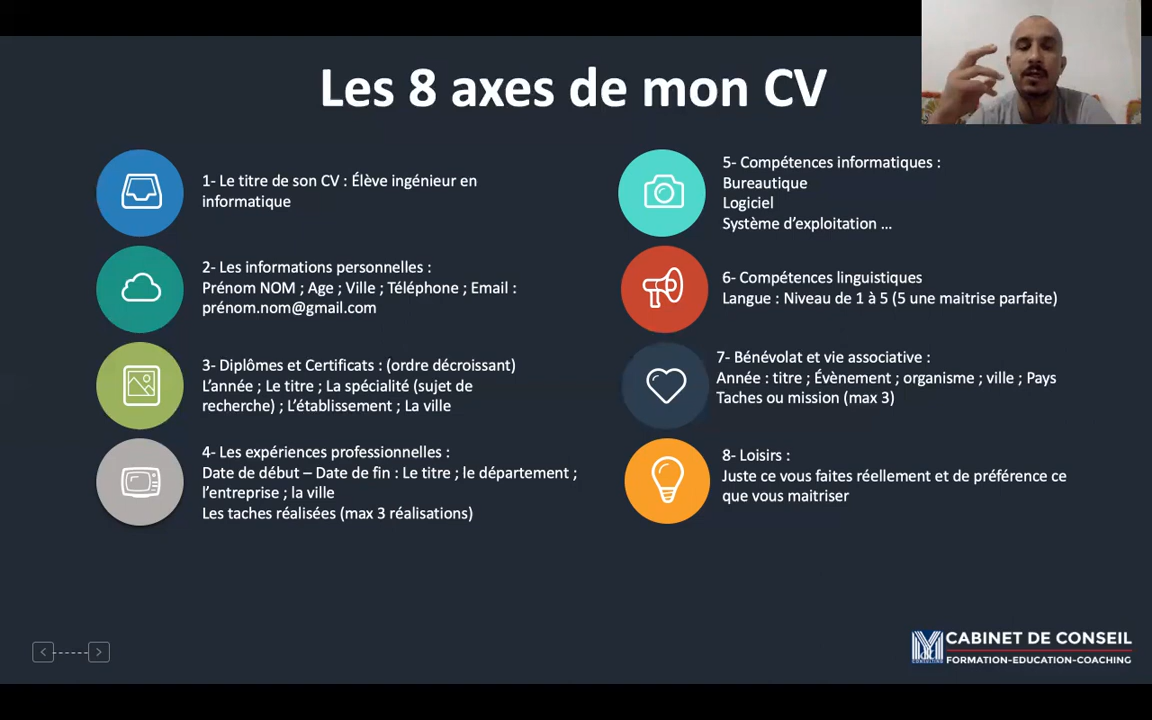 Les 8 axes de mon CV
1- Le titre de son CV : Élève ingénieur en
informatique
2- Les informations personnelles :
Prénom NOM ; Age ; Ville ; Téléphone ; Email :
prénom.nom@gmail.com
3- Diplômes et Certificats : (ordre décroissant)
L'année ; Le titre ; La spécialité (sujet de
recherche) ; L'établissement ; La ville
4- Les expériences professionnelles :
Date de début – Date de fin : Le titre ; le département ;
l'entreprise ; la ville
Les taches réalisées (max 3 réalisations)
5- Compétences informatiques :
Bureautique
Logiciel
Système d'exploitation ...
6- Compétences linguistiques
Langue : Niveau de 1 à 5 (5 une maitrise parfaite)
7- Bénévolat et vie associative :
Année : titre ; Évènement ; organisme ; ville ; Pays
Taches ou mission (max 3)
8- Loisirs :
Juste ce vous faites réellement et de préférence ce
que vous maitriser
CABINET DE CONSEIL
FORMATION-EDUCATION-COACHING